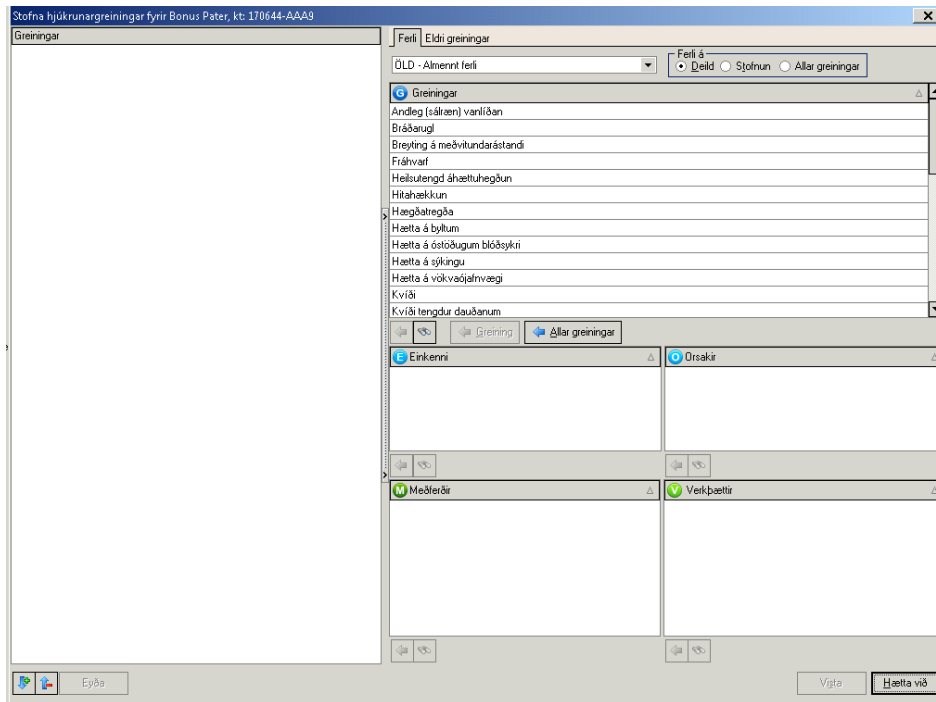 Stofna hjúkrunargreiningar fyrir Bonus Pater, kt: 170644-AAA9
Greiningar
Ferli Eldri greiningar
ÖLD - Almennt ferli
Ferli á
Deild Stofnun Allar greiningar
G Greiningar
Andleg (sálræn) vanlíðan
Bráðarugl
Breyting á meðvitundarástandi
Fráhvarf
Heilsutengd áhættuhegðun
Hitahækkun
Hægðatregða
Hætta á byltum
Hætta á óstöðugum blóðsykri
Hætta á sýkingu
Hætta á vökvaójafnvægi
Kvíði
Kvíði tengdur dauðanum
Greining Allar greiningar
E Einkenni
O Orsakir
M Meðferðir
V Verkþættir
Eyða
Vista Hætta við